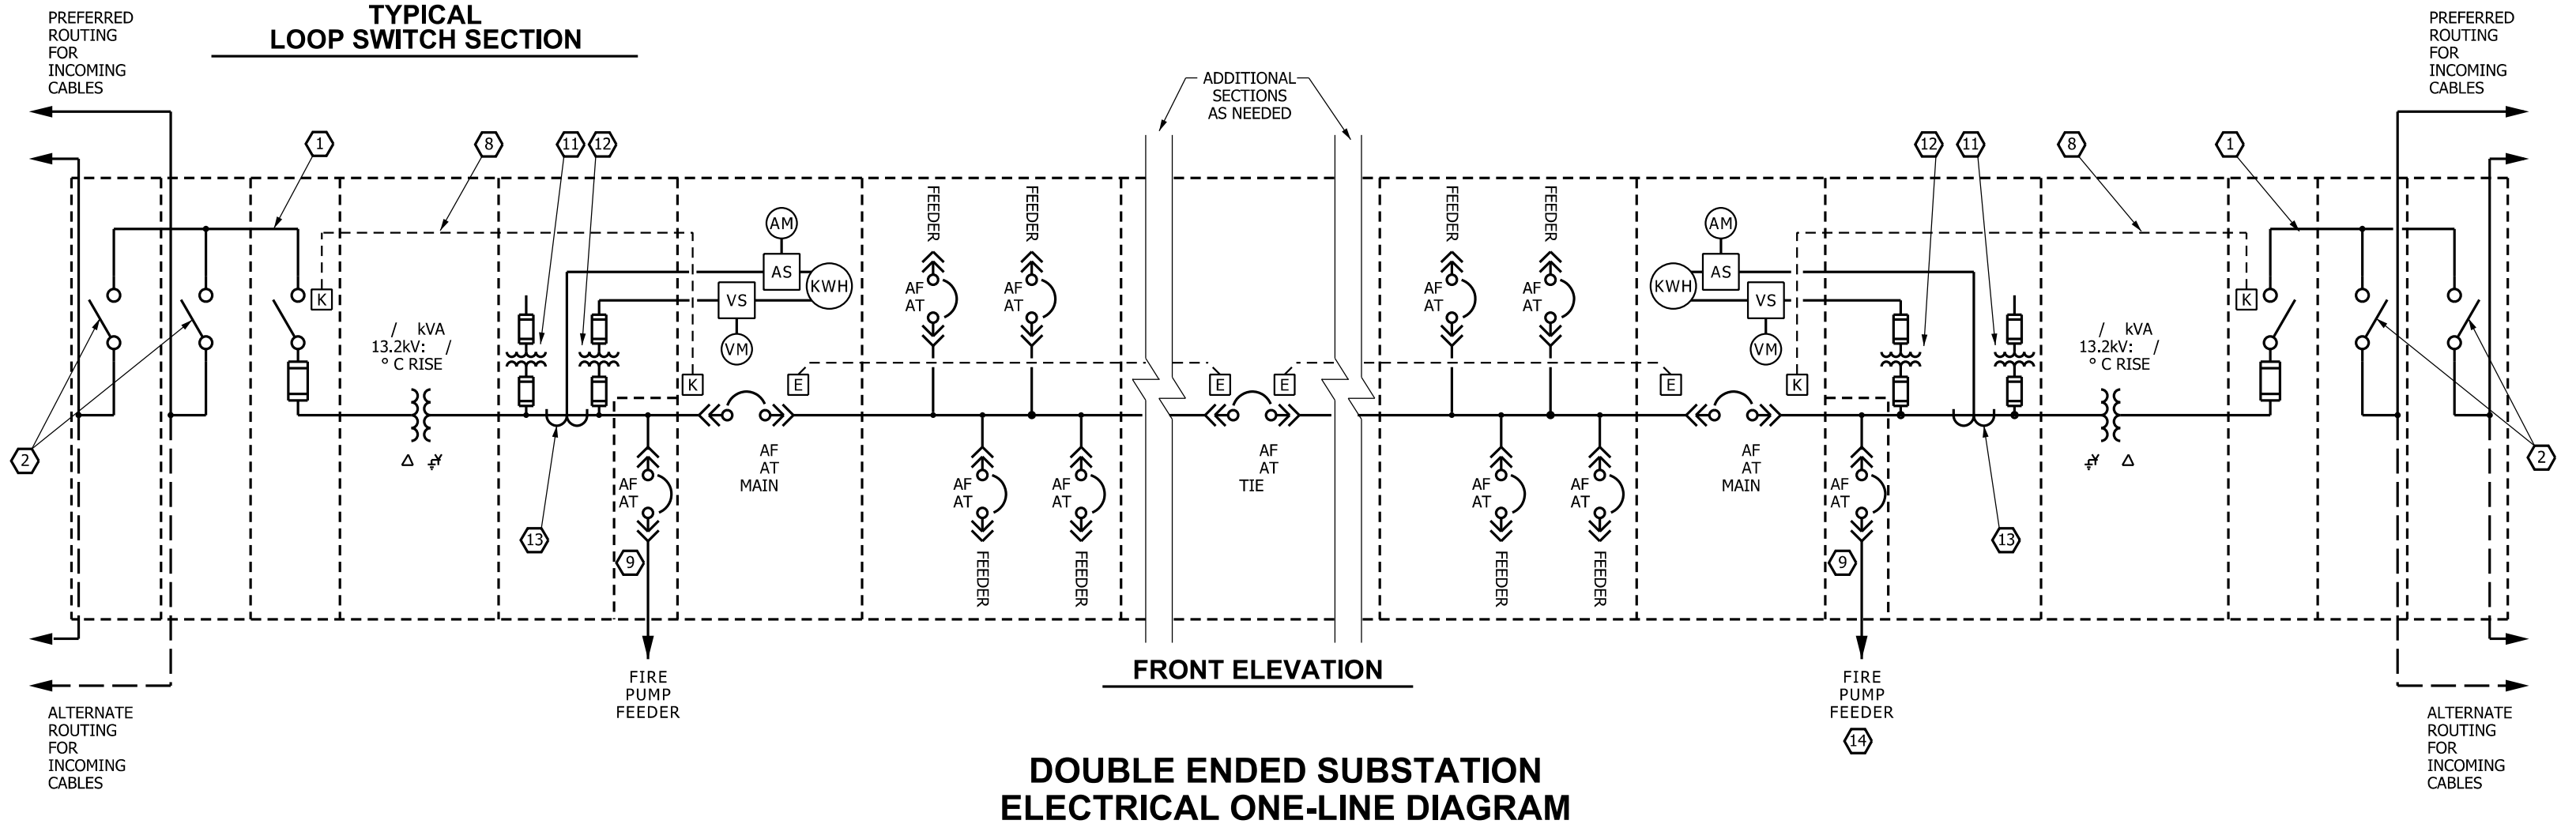 PREFERRED
ROUTING
FOR
INCOMING
CABLES
TYPICAL
LOOP SWITCH SECTION
ADDITIONAL
SECTIONS
AS NEEDED
PREFERRED
ROUTING
FOR
INCOMING
CABLES
1
8
11
12
12
11
8
1
2
K
/ kVA
13.2kV: /
° C RISE
Δ
Y
13
9
AF
AT
FIRE
PUMP
FEEDER
AM
AS
KWH
VS
VM
K
E
AF
AT
MAIN
FEEDER
FEEDER
AF
AT
AF
AT
AF
AT
AF
AT
FEEDER
FEEDER
E
E
AF
AT
TIE
FEEDER
FEEDER
AF
AT
AF
AT
AF
AT
AF
AT
FEEDER
FEEDER
AM
KWH
AS
VS
VM
E
K
AF
AT
MAIN
AF
AT
9
FIRE
PUMP
FEEDER
14
13
/ kVA
13.2kV: /
° C RISE
Y
Δ
K
2
ALTERNATE
ROUTING
FOR
INCOMING
CABLES
FRONT ELEVATION
ALTERNATE
ROUTING
FOR
INCOMING
CABLES
DOUBLE ENDED SUBSTATION
ELECTRICAL ONE-LINE DIAGRAM